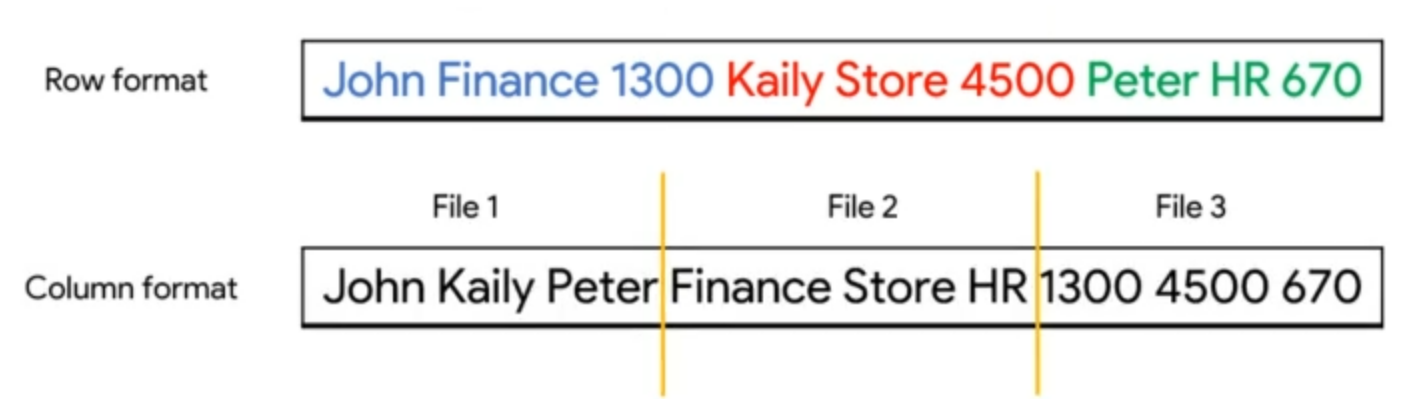 Row format
John Finance 1300 Kaily Store 4500 Peter HR 670
File 1 File 2 File 3
Column format
John Kaily Peter Finance Store HR 1300 4500 670